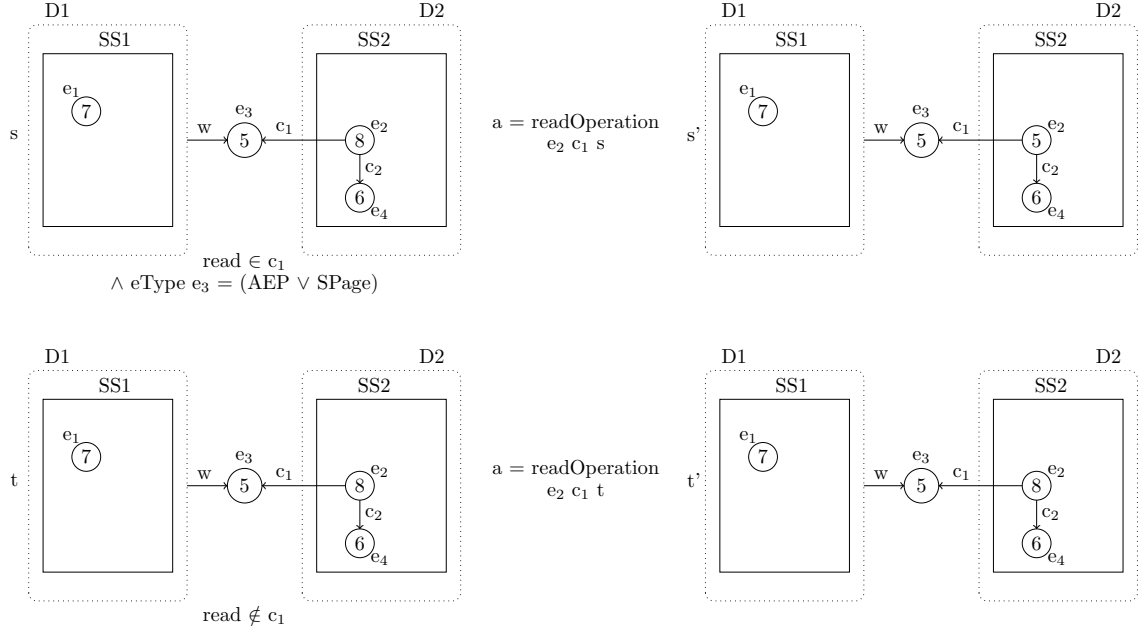 D1
D2
D1
D2
SS1
SS2
SS1
SS2
e1
7
w
e3
5
c1
8
e2
c2
6
e4
s
a = readOperation
e2 c1 s
s'
e1
7
w
e3
5
c1
5
e2
c2
6
e4
read ∈ c1
∧ eType e3 = (AEP ∨ SPage)
D1
D2
D1
D2
SS1
SS2
SS1
SS2
e1
7
w
e3
5
c1
8
e2
c2
6
e4
t
a = readOperation
e2 c1 t
t'
e1
7
w
e3
5
c1
8
e2
c2
6
e4
read ∉ c1